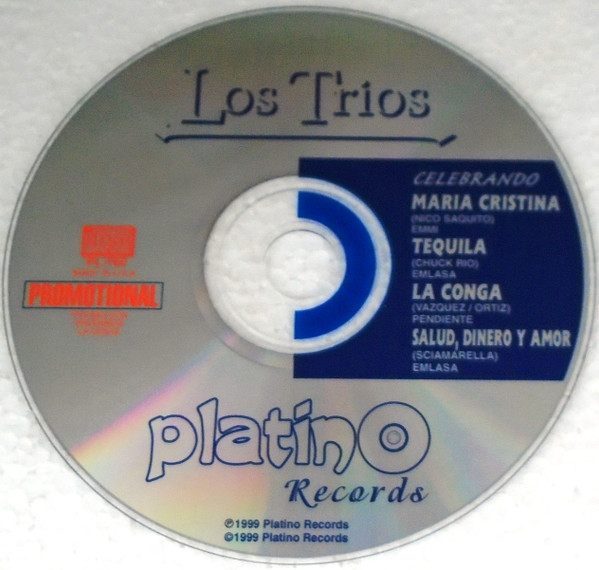 Los Trios
CELEBRANDO
MARIA CRISTINA
(NICO SAQUITO)
EMMI
TEQUILA
(CHUCK RIO)
EMLASA
LA CONGA
(VAZQUEZ / ORTIZ)
PENDIENTE
SALUD, DINERO Y AMOR
(SCIAMARELLA)
EMLASA
PROMOTIONAL
platino
Records
℗1999 Platino Records
©1999 Platino Records